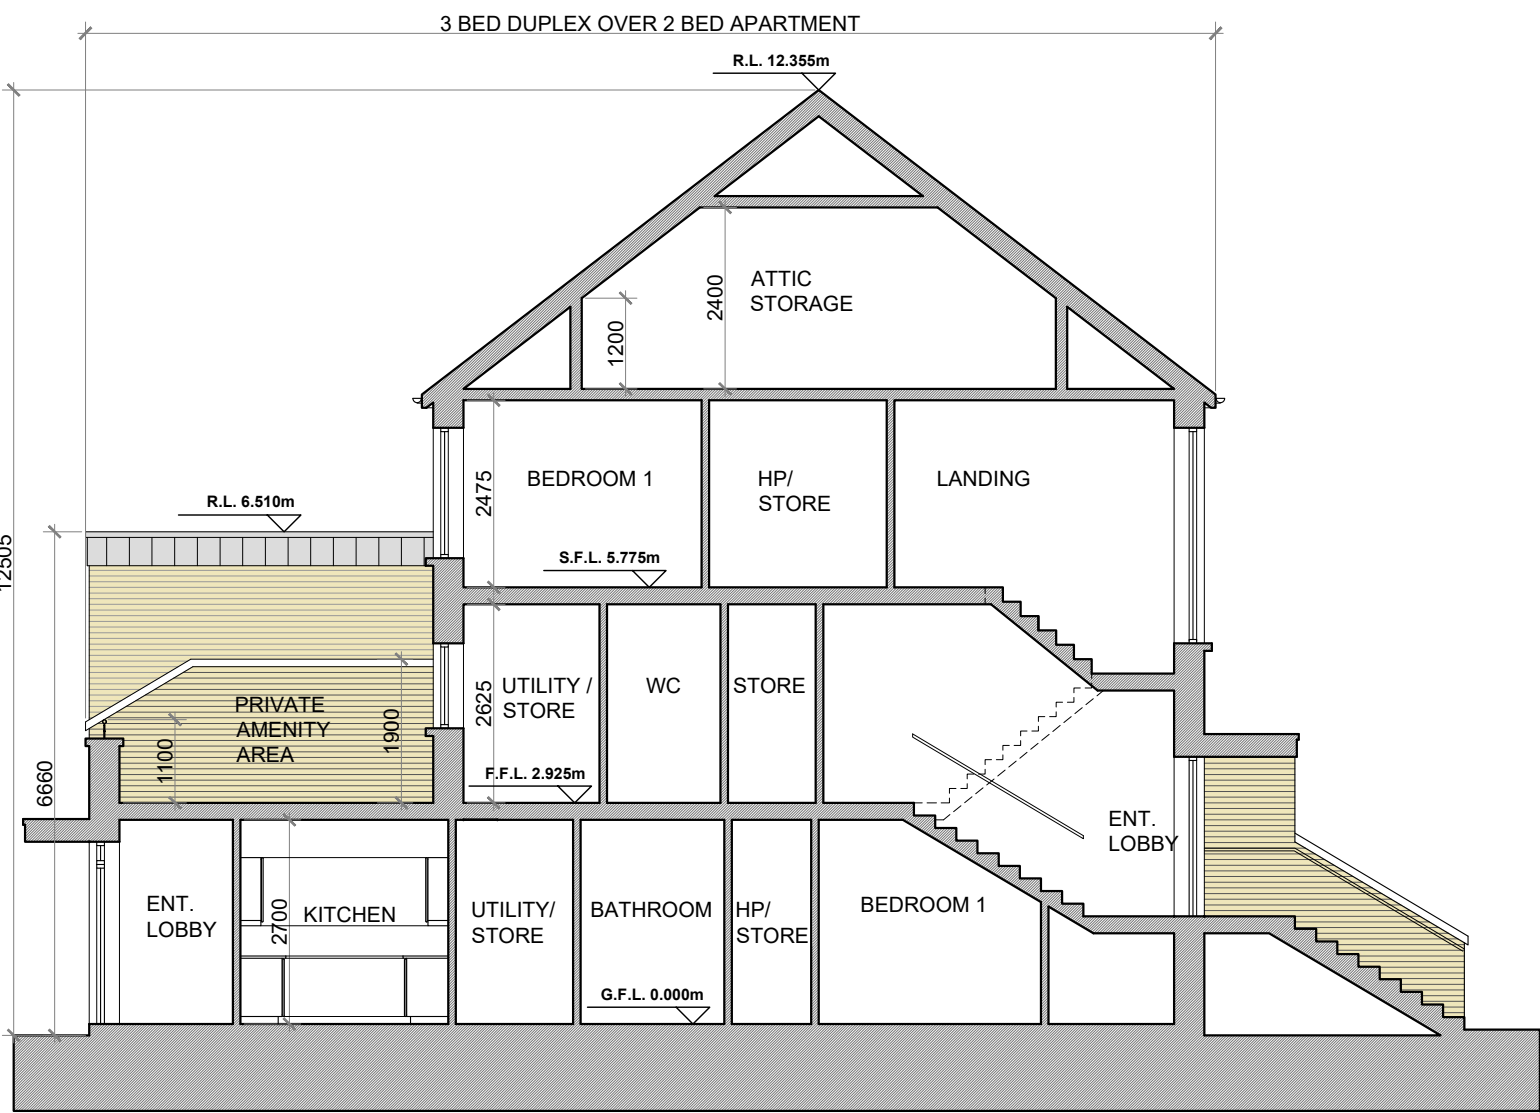 3 BED DUPLEX OVER 2 BED APARTMENT
R.L. 12.355m
ATTIC
STORAGE
2400
1200
BEDROOM 1
HP/
STORE
LANDING
2475
R.L. 6.510m
S.F.L. 5.775m
12505
UTILITY /
STORE
WC
STORE
2625
PRIVATE
AMENITY
AREA
1900
1100
6660
F.F.L. 2.925m
ENT.
LOBBY
ENT.
LOBBY
KITCHEN
2700
UTILITY/
STORE
BATHROOM
HP/
STORE
BEDROOM 1
G.F.L. 0.000m